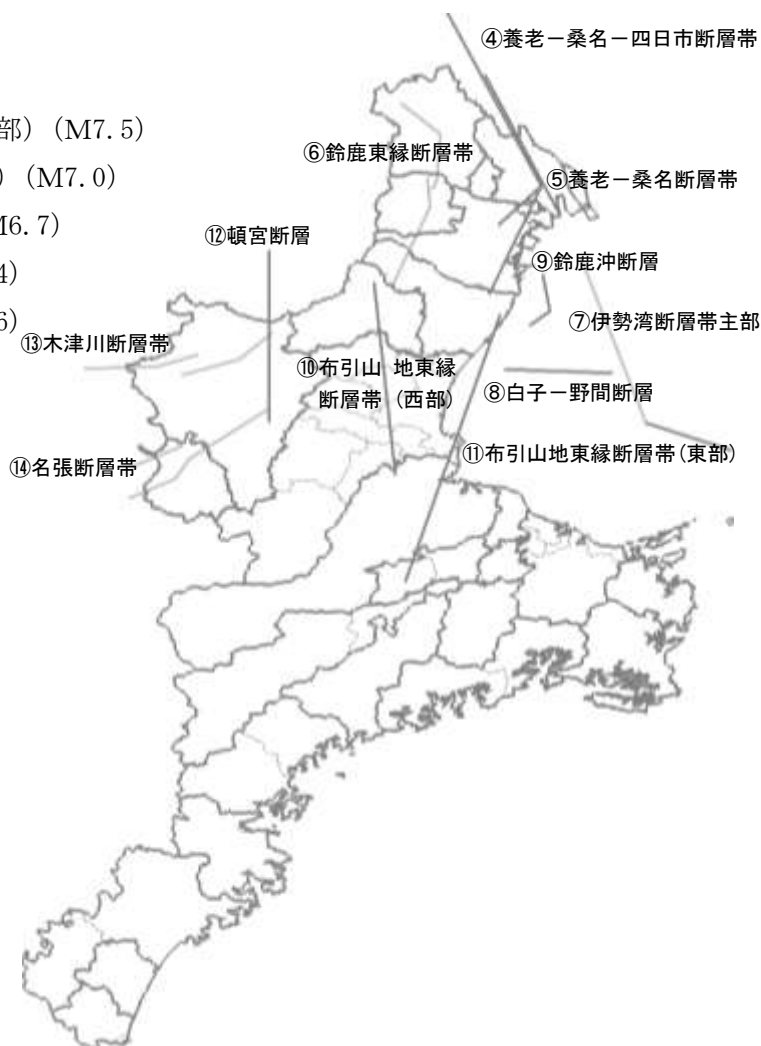 ④養老－桑名－四日市断層帯
部）（M7.5）
⑥鈴鹿東縁断層帯
）（M7.0）
⑤養老－桑名断層帯
M6.7）
⑫頓宮断層
⑨鈴鹿沖断層
4）
⑦伊勢湾断層帯主部
6）
⑬木津川断層帯
⑩布引山 地東縁
断層帯（西部）
⑧白子－野間断層
⑪布引山地東縁断層帯（東部）
⑭名張断層帯